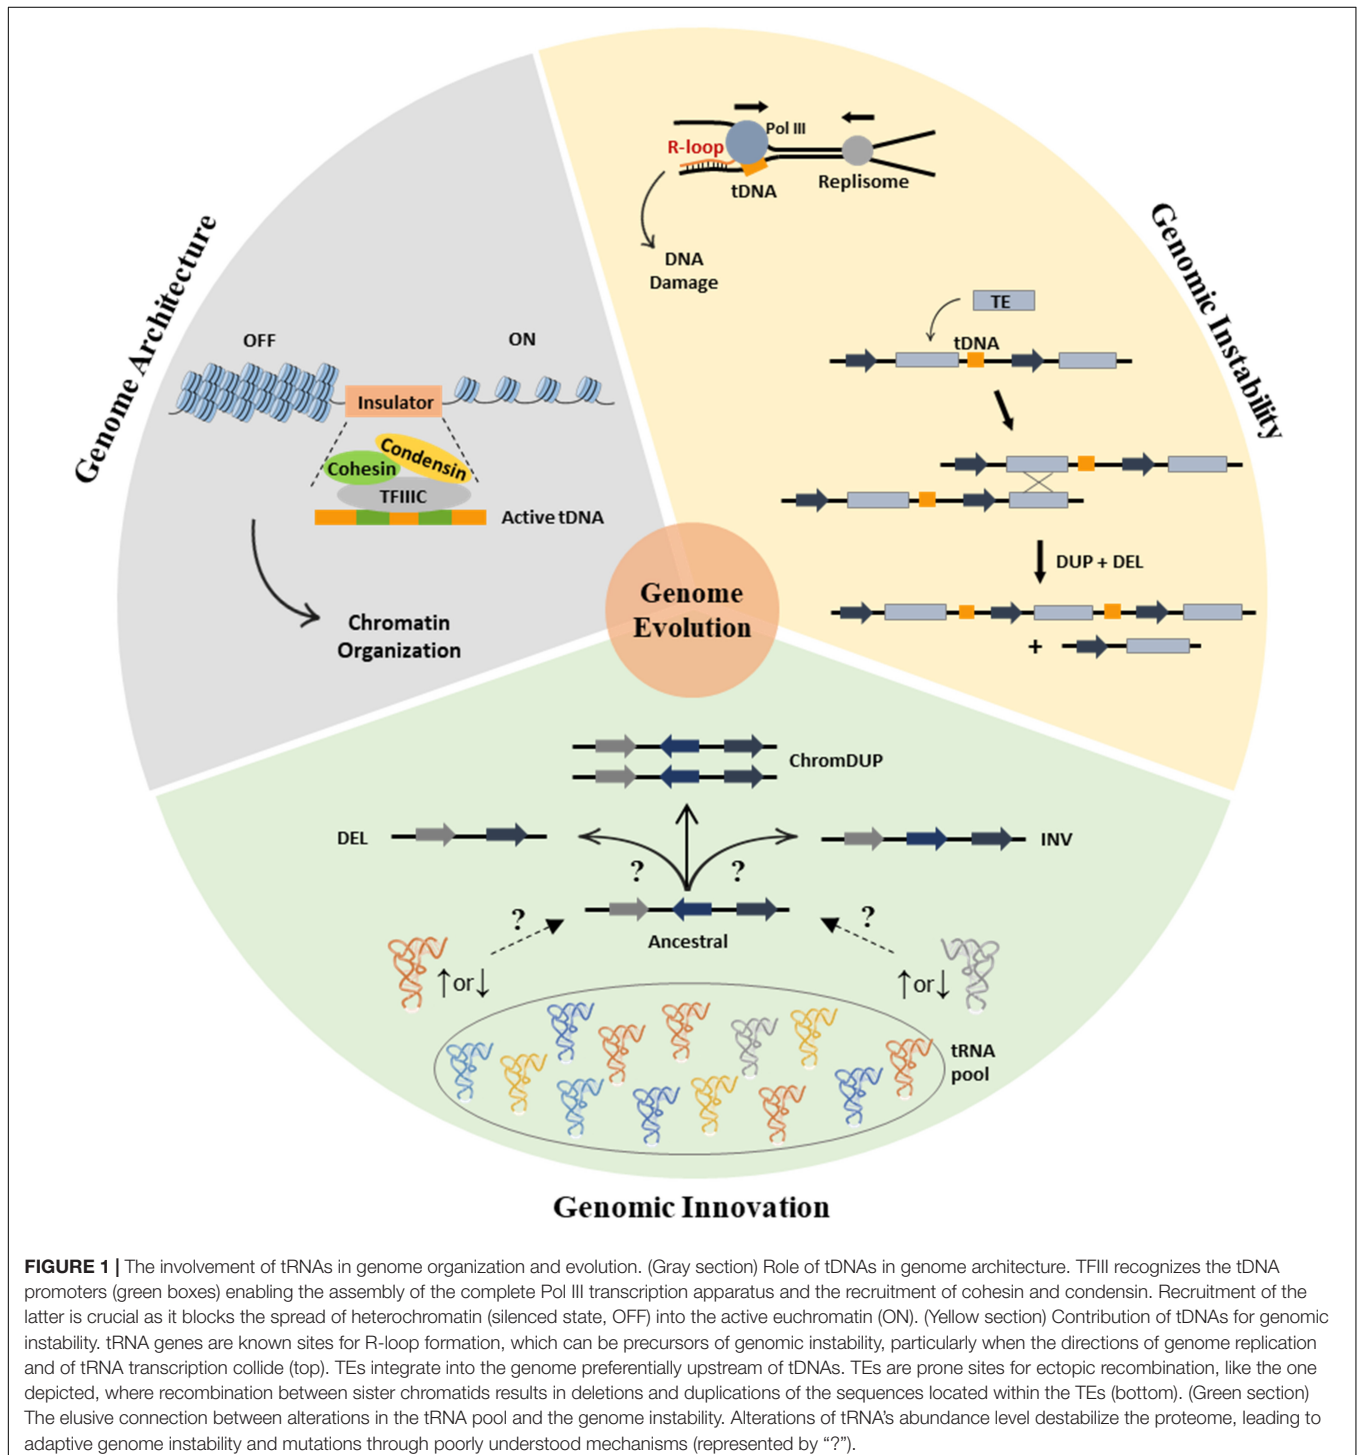 Genome Architecture
OFF
ON
Insulator
Condensin
Cohesin
TFIIIC
Active tDNA
Chromatin
Organization
Genomic Instability
Pol III
R-loop
tDNA
Replisome
DNA
Damage
TE
tDNA
DUP + DEL
+
Genome
Evolution
ChromDUP
DEL
INV
? ?
? ?
Ancestral
↑or↓ ↑or↓
tRNA
pool
Genomic Innovation
FIGURE 1 | The involvement of tRNAs in genome organization and evolution. (Gray section) Role of tDNAs in genome architecture. TFIII recognizes the tDNA
promoters (green boxes) enabling the assembly of the complete Pol III transcription apparatus and the recruitment of cohesin and condensin. Recruitment of the
latter is crucial as it blocks the spread of heterochromatin (silenced state, OFF) into the active euchromatin (ON). (Yellow section) Contribution of tDNAs for genomic
instability. tRNA genes are known sites for R-loop formation, which can be precursors of genomic instability, particularly when the directions of genome replication
and of tRNA transcription collide (top). TEs integrate into the genome preferentially upstream of tDNAs. TEs are prone sites for ectopic recombination, like the one
depicted, where recombination between sister chromatids results in deletions and duplications of the sequences located within the TEs (bottom). (Green section)
The elusive connection between alterations in the tRNA pool and the genome instability. Alterations of tRNA's abundance level destabilize the proteome, leading to
adaptive genome instability and mutations through poorly understood mechanisms (represented by “?”).